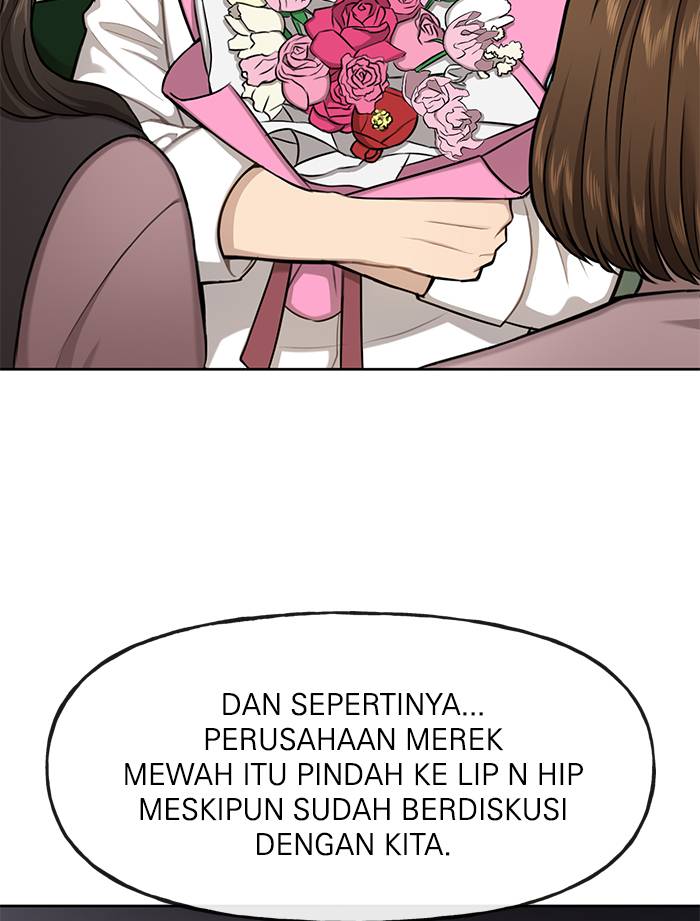 DAN SEPERTINYA...
PERUSAHAAN MEREK
MEWAH ITU PINDAH KE LIP N HIP
MESKIPUN SUDAH BERDISKUSI
DENGAN KITA.